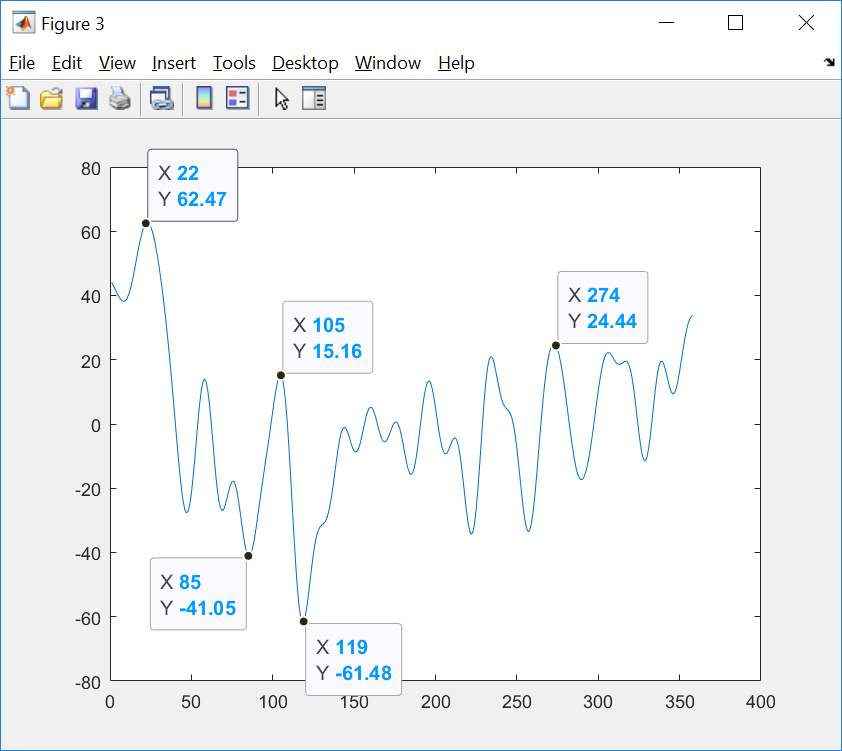 Figure 3
File Edit View Insert Tools Desktop Window Help
X 22
Y 62.47
X 105
Y 15.16
X 274
Y 24.44
X 85
Y -41.05
X 119
Y -61.48
80
60
40
20
0
-20
-40
-60
-80
0 50 100 150 200 250 300 350 400